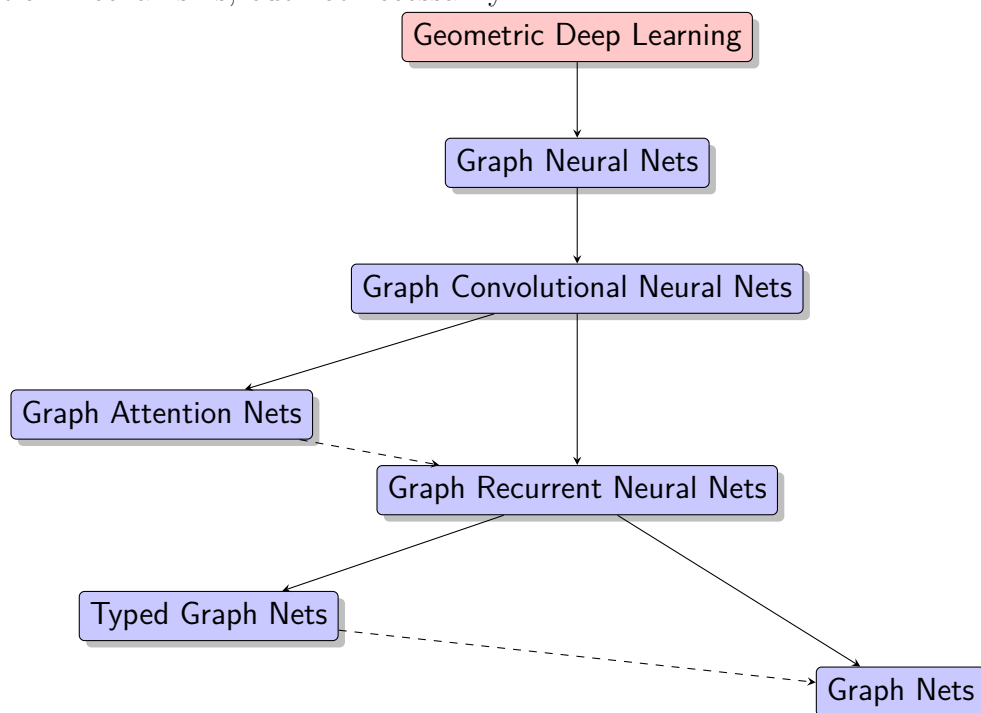 Geometric Deep Learning
Graph Neural Nets
Graph Convolutional Neural Nets
Graph Attention Nets
Graph Recurrent Neural Nets
Typed Graph Nets
Graph Nets